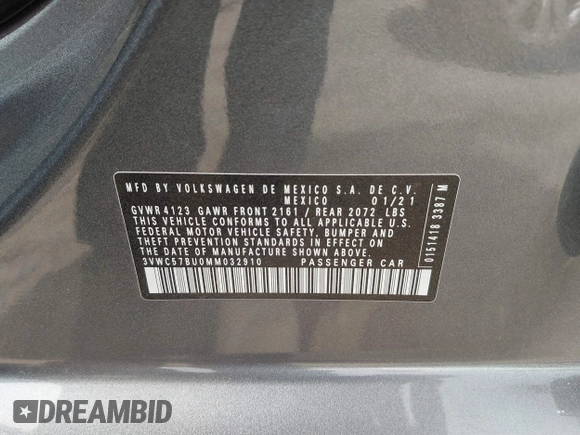 MFD BY VOLKSWAGEN DE MEXICO S.A. DE C.V.
MEXICO 01/21
GVWR 4123 GAWR FRONT 2161 / REAR 2072 LBS
THIS VEHICLE CONFORMS TO ALL APPLICABLE U.S.
FEDERAL MOTOR VEHICLE SAFETY, BUMPER AND
THEFT PREVENTION STANDARDS IN EFFECT ON
THE DATE OF MANUFACTURE SHOWN ABOVE.
3VWC57BU0MM032910 PASSENGER CAR
0151418 3387 M
DREAMBID